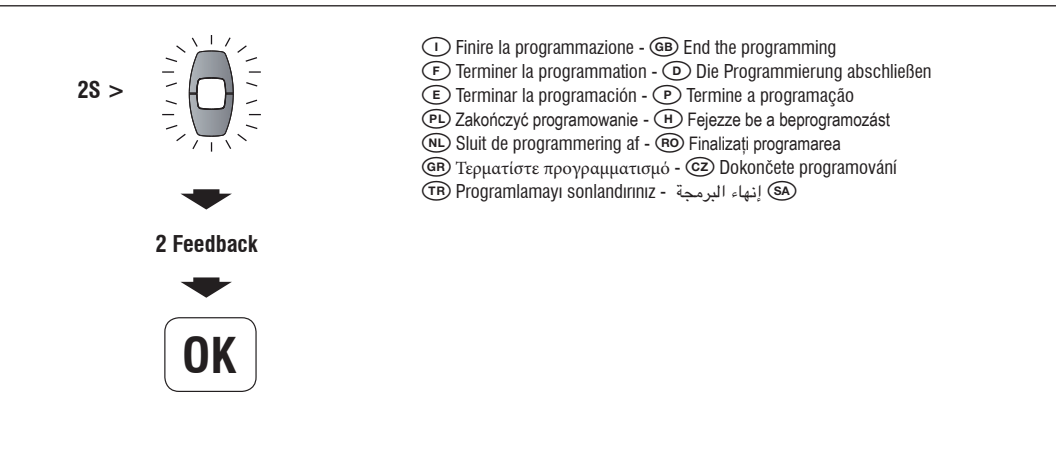 2S >
2 Feedback
OK
I Finire la programmazione - GB End the programming
F Terminer la programmation - D Die Programmierung abschließen
E Terminar la programación - P Termine a programação
PL Zakończyć programowanie - H Fejezze be a beprogramozást
NL Sluit de programmering af - RO Finalizați programarea
GR Τερματίστε προγραμματισμό - CZ Dokončete programování
TR Programlamayı sonlandırınız - إنهاء البرمجة SA